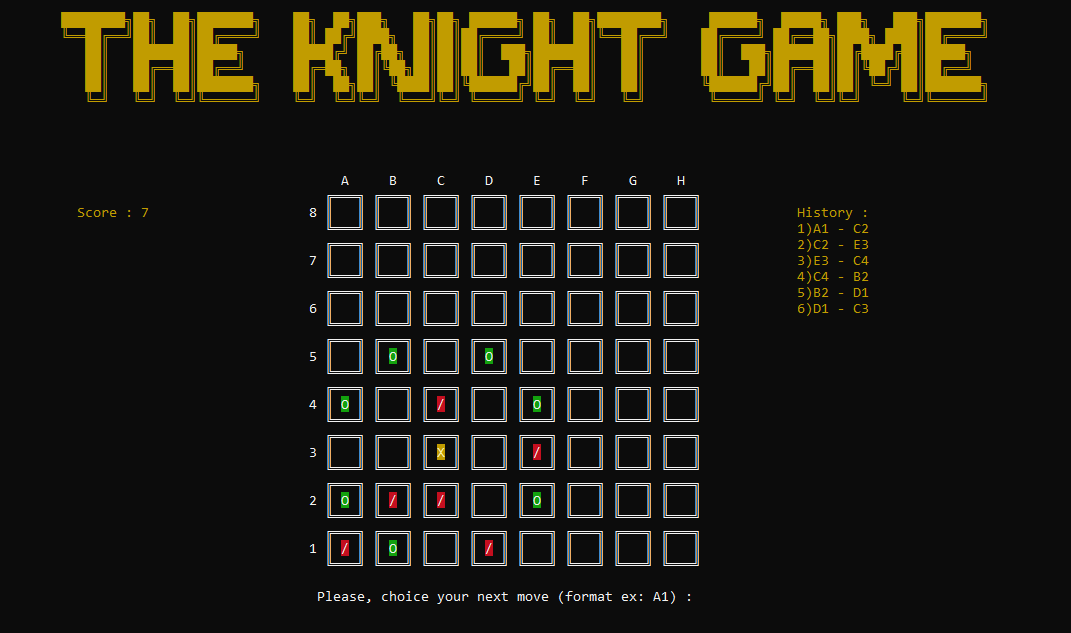 THE KNIGHT GAME
A B C D E F G H
Score : 7
8
History :
1)A1 - C2
2)C2 - E3
7
3)E3 - C4
4)C4 - B2
5)B2 - D1
6
6)D1 - C3
5 O O
4 O / O
3 X /
2 O / / O
1 / O /
Please, choice your next move (format ex: A1) :